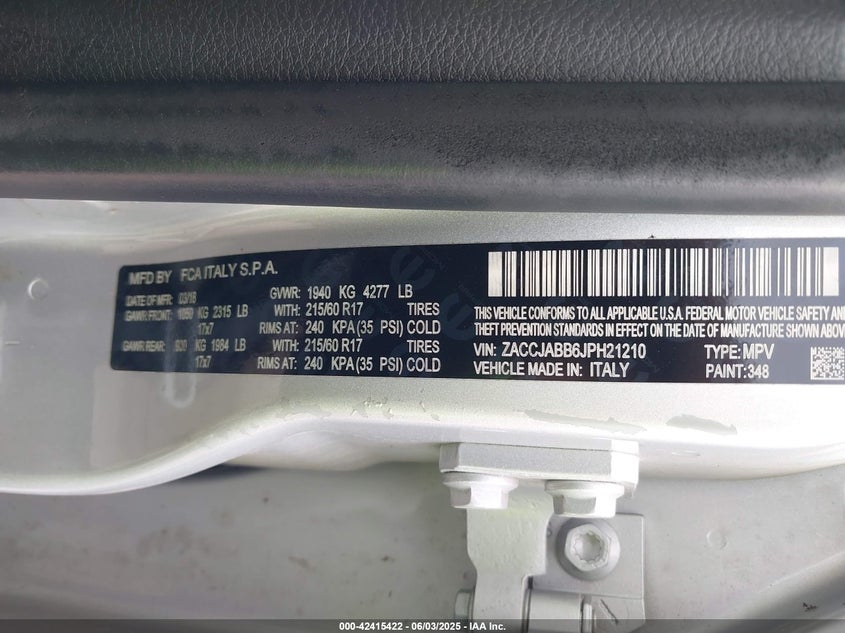 MFD BY FCA ITALY S.P.A.
DATE OF MFR: 03/18 GVWR: 1940 KG 4277 LB
GAWR FRONT: 1050 KG 2315 LB WITH: 215/60 R17 TIRES
17x7 RIMS AT: 240 KPA (35 PSI) COLD
GAWR REAR: 900 KG 1984 LB WITH: 215/60 R17 TIRES
17x7 RIMS AT: 240 KPA (35 PSI) COLD
THIS VEHICLE CONFORMS TO ALL APPLICABLE U.S.A. FEDERAL MOTOR VEHICLE SAFETY AND
THEFT PREVENTION STANDARDS IN EFFECT ON THE DATE OF MANUFACTURE SHOWN ABOVE
VIN: ZACCJABB6JPH21210 TYPE: MPV
VEHICLE MADE IN: ITALY PAINT: 348
000-42415422 - 06/03/2025 - IAA Inc.